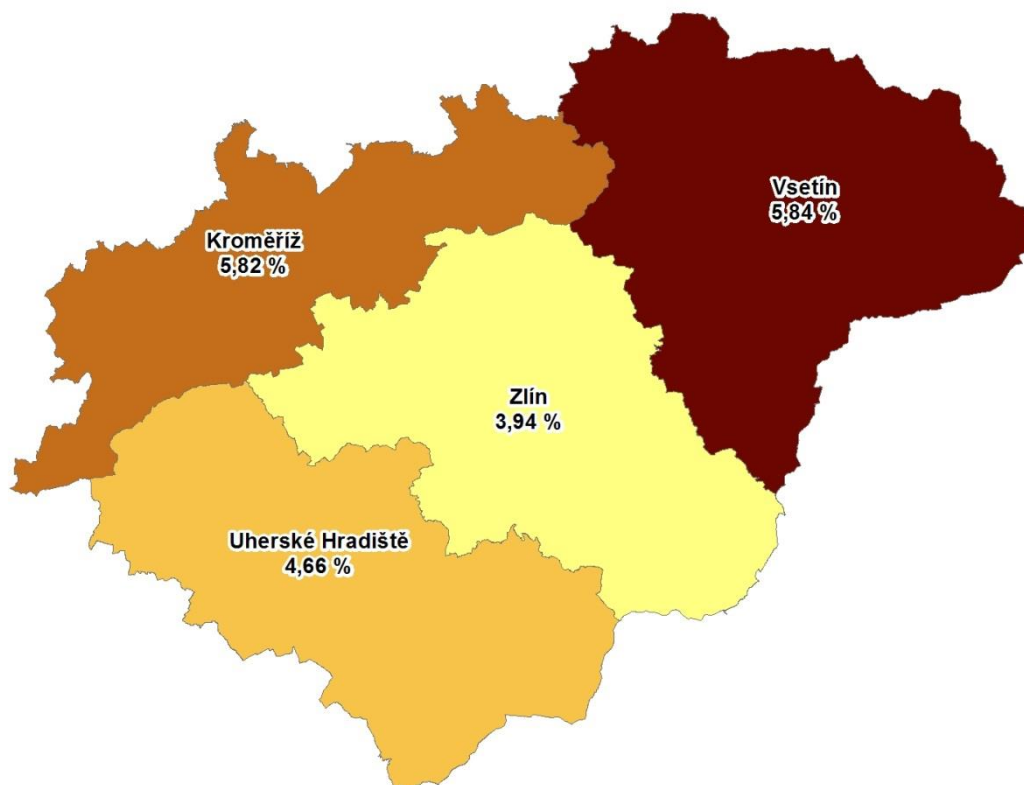 Vsetín
5,84 %
Kroměříž
5,82 %
Zlín
3,94 %
Uherské Hradiště
4,66 %